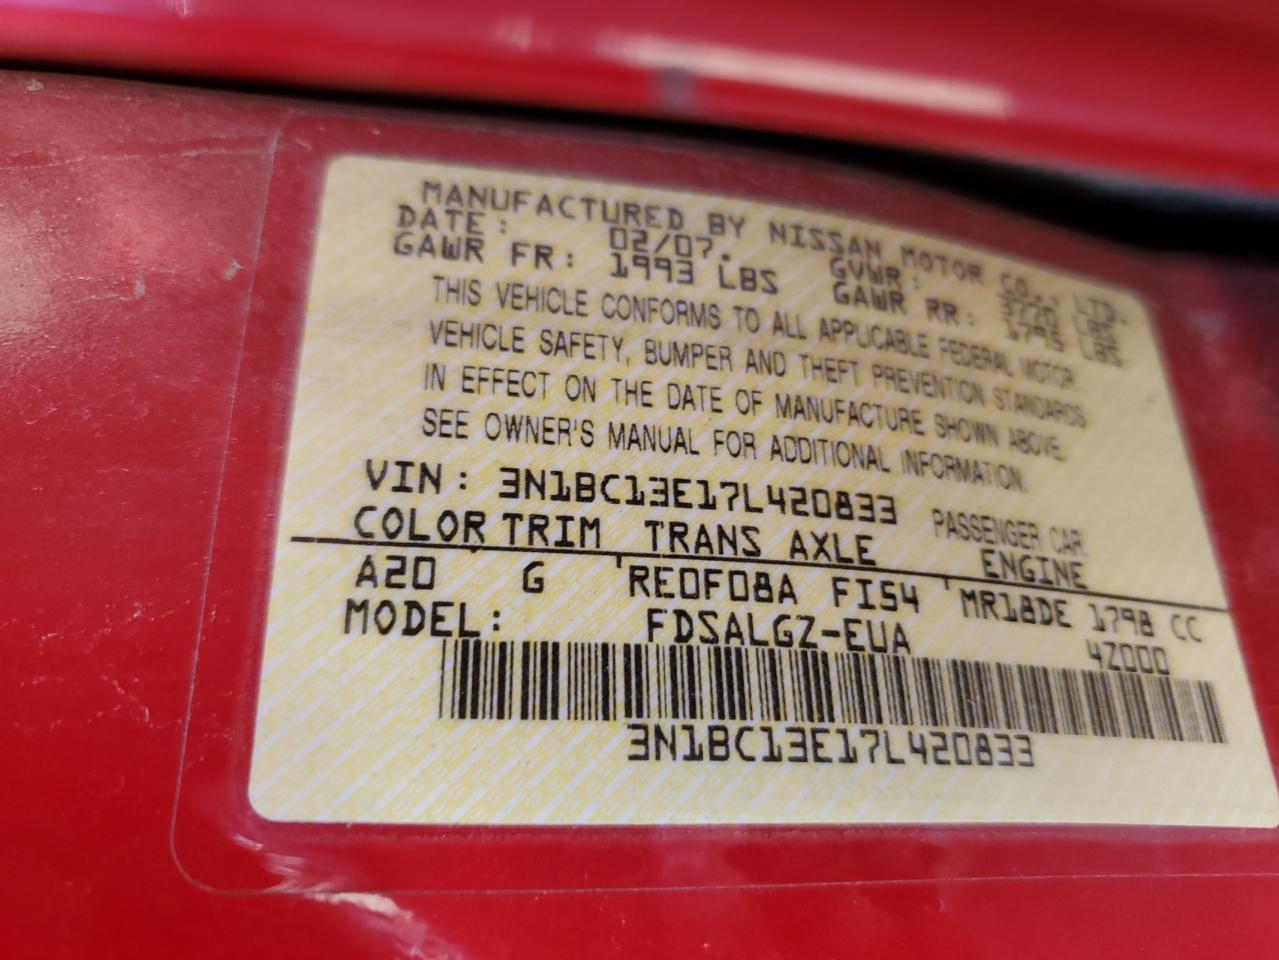 MANUFACTURED BY NISSAN MOTOR CO., LTD.
DATE: 02/07. GVWR: 3770 LBS
GAWR FR: 1993 LBS GAWR RR: 1795 LBS
THIS VEHICLE CONFORMS TO ALL APPLICABLE FEDERAL MOTOR
VEHICLE SAFETY, BUMPER AND THEFT PREVENTION STANDARDS
IN EFFECT ON THE DATE OF MANUFACTURE SHOWN ABOVE.
SEE OWNER'S MANUAL FOR ADDITIONAL INFORMATION.
VIN: 3N1BC13E17L420833 PASSENGER CAR
COLOR TRIM TRANS AXLE ENGINE
A20 G RE0F08A FI54 MR18DE 1798 CC
MODEL: FDSALGZ-EUA 4Z000
3N1BC13E17L420833